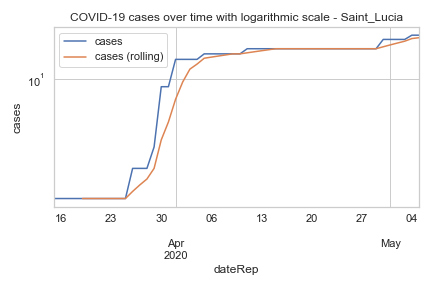 COVID-19 cases over time with logarithmic scale - Saint_Lucia
cases
cases (rolling)
10¹
cases
16 23 30 06 13 20 27 04
Apr May
2020
dateRep